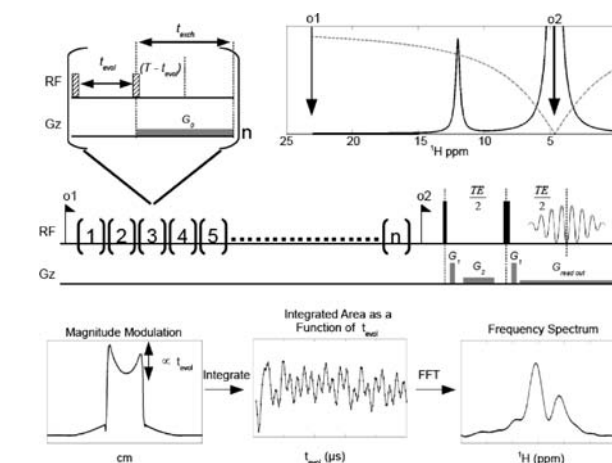 t_exch
t_evol
(T - t_evol)
RF
Gz
G_0
n
o1
o2
25 20 15 10 5
¹H ppm
o1
o2
TE/2
TE/2
RF
(1)(2)(3)(4)(5)
(n)
Gz
G_1
G_2
G_1
G_read out
Magnitude Modulation
∝ t_evol
cm
Integrate
Integrated Area as a
Function of t_evol
t_evol (µs)
FFT
Frequency Spectrum
¹H (ppm)